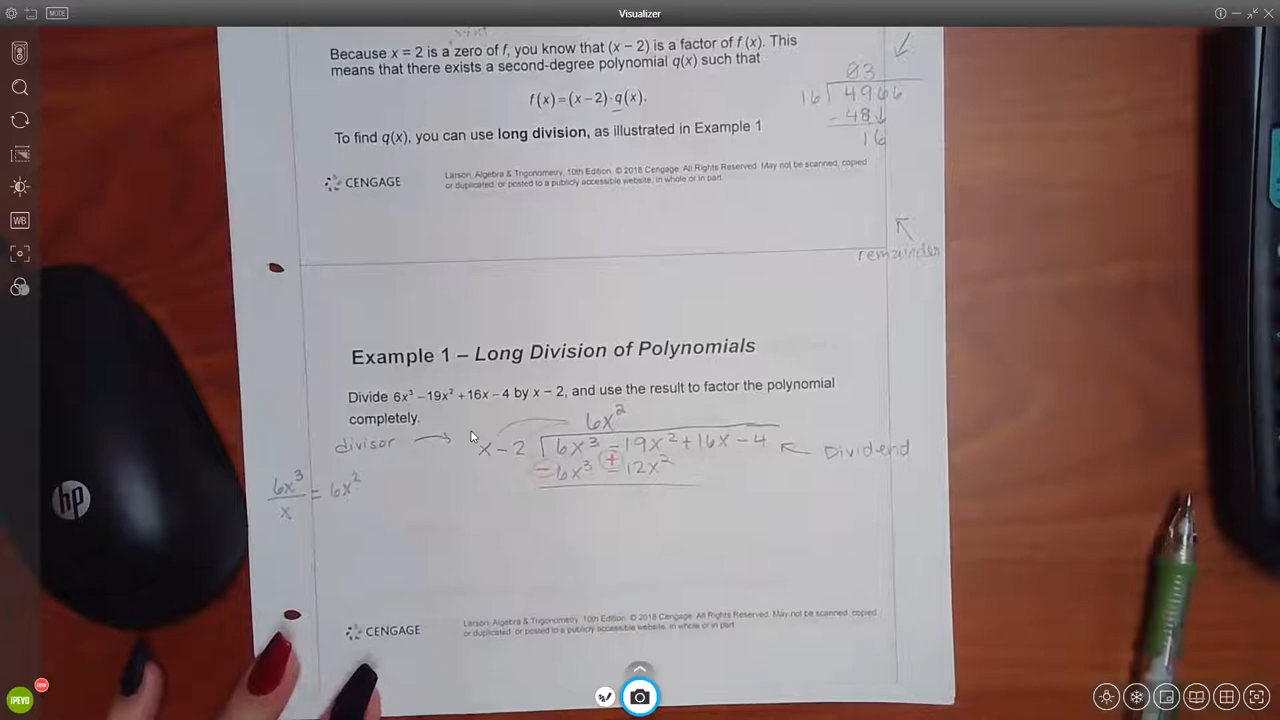 MODE
Visualizer
Because x = 2 is a zero of f, you know that (x − 2) is a factor of f (x). This
means that there exists a second-degree polynomial q(x) such that
f (x) = (x−2)·q(x).
To find q(x), you can use long division, as illustrated in Example 1
CENGAGE
Larson, Algebra & Trigonometry, 10th Edition. © 2018 Cengage. All Rights Reserved. May not be scanned, copied
or duplicated, or posted to a publicly accessible website, in whole or in part.
03
16 4966
− 48
16
remainder
Example 1 – Long Division of Polynomials
Divide 6x³ − 19x² + 16x − 4 by x − 2, and use the result to factor the polynomial
completely.
6x²
divisor x − 2 6x³ − 19x² + 16x − 4 Dividend
− 6x³ + 12x²
6x³
= 6x²
x
hp
CENGAGE
Larson, Algebra & Trigonometry, 10th Edition. © 2018 Cengage. All Rights Reserved. May not be scanned, copied
or duplicated, or posted to a publicly accessible website, in whole or in part.
WB
IPEVO
new